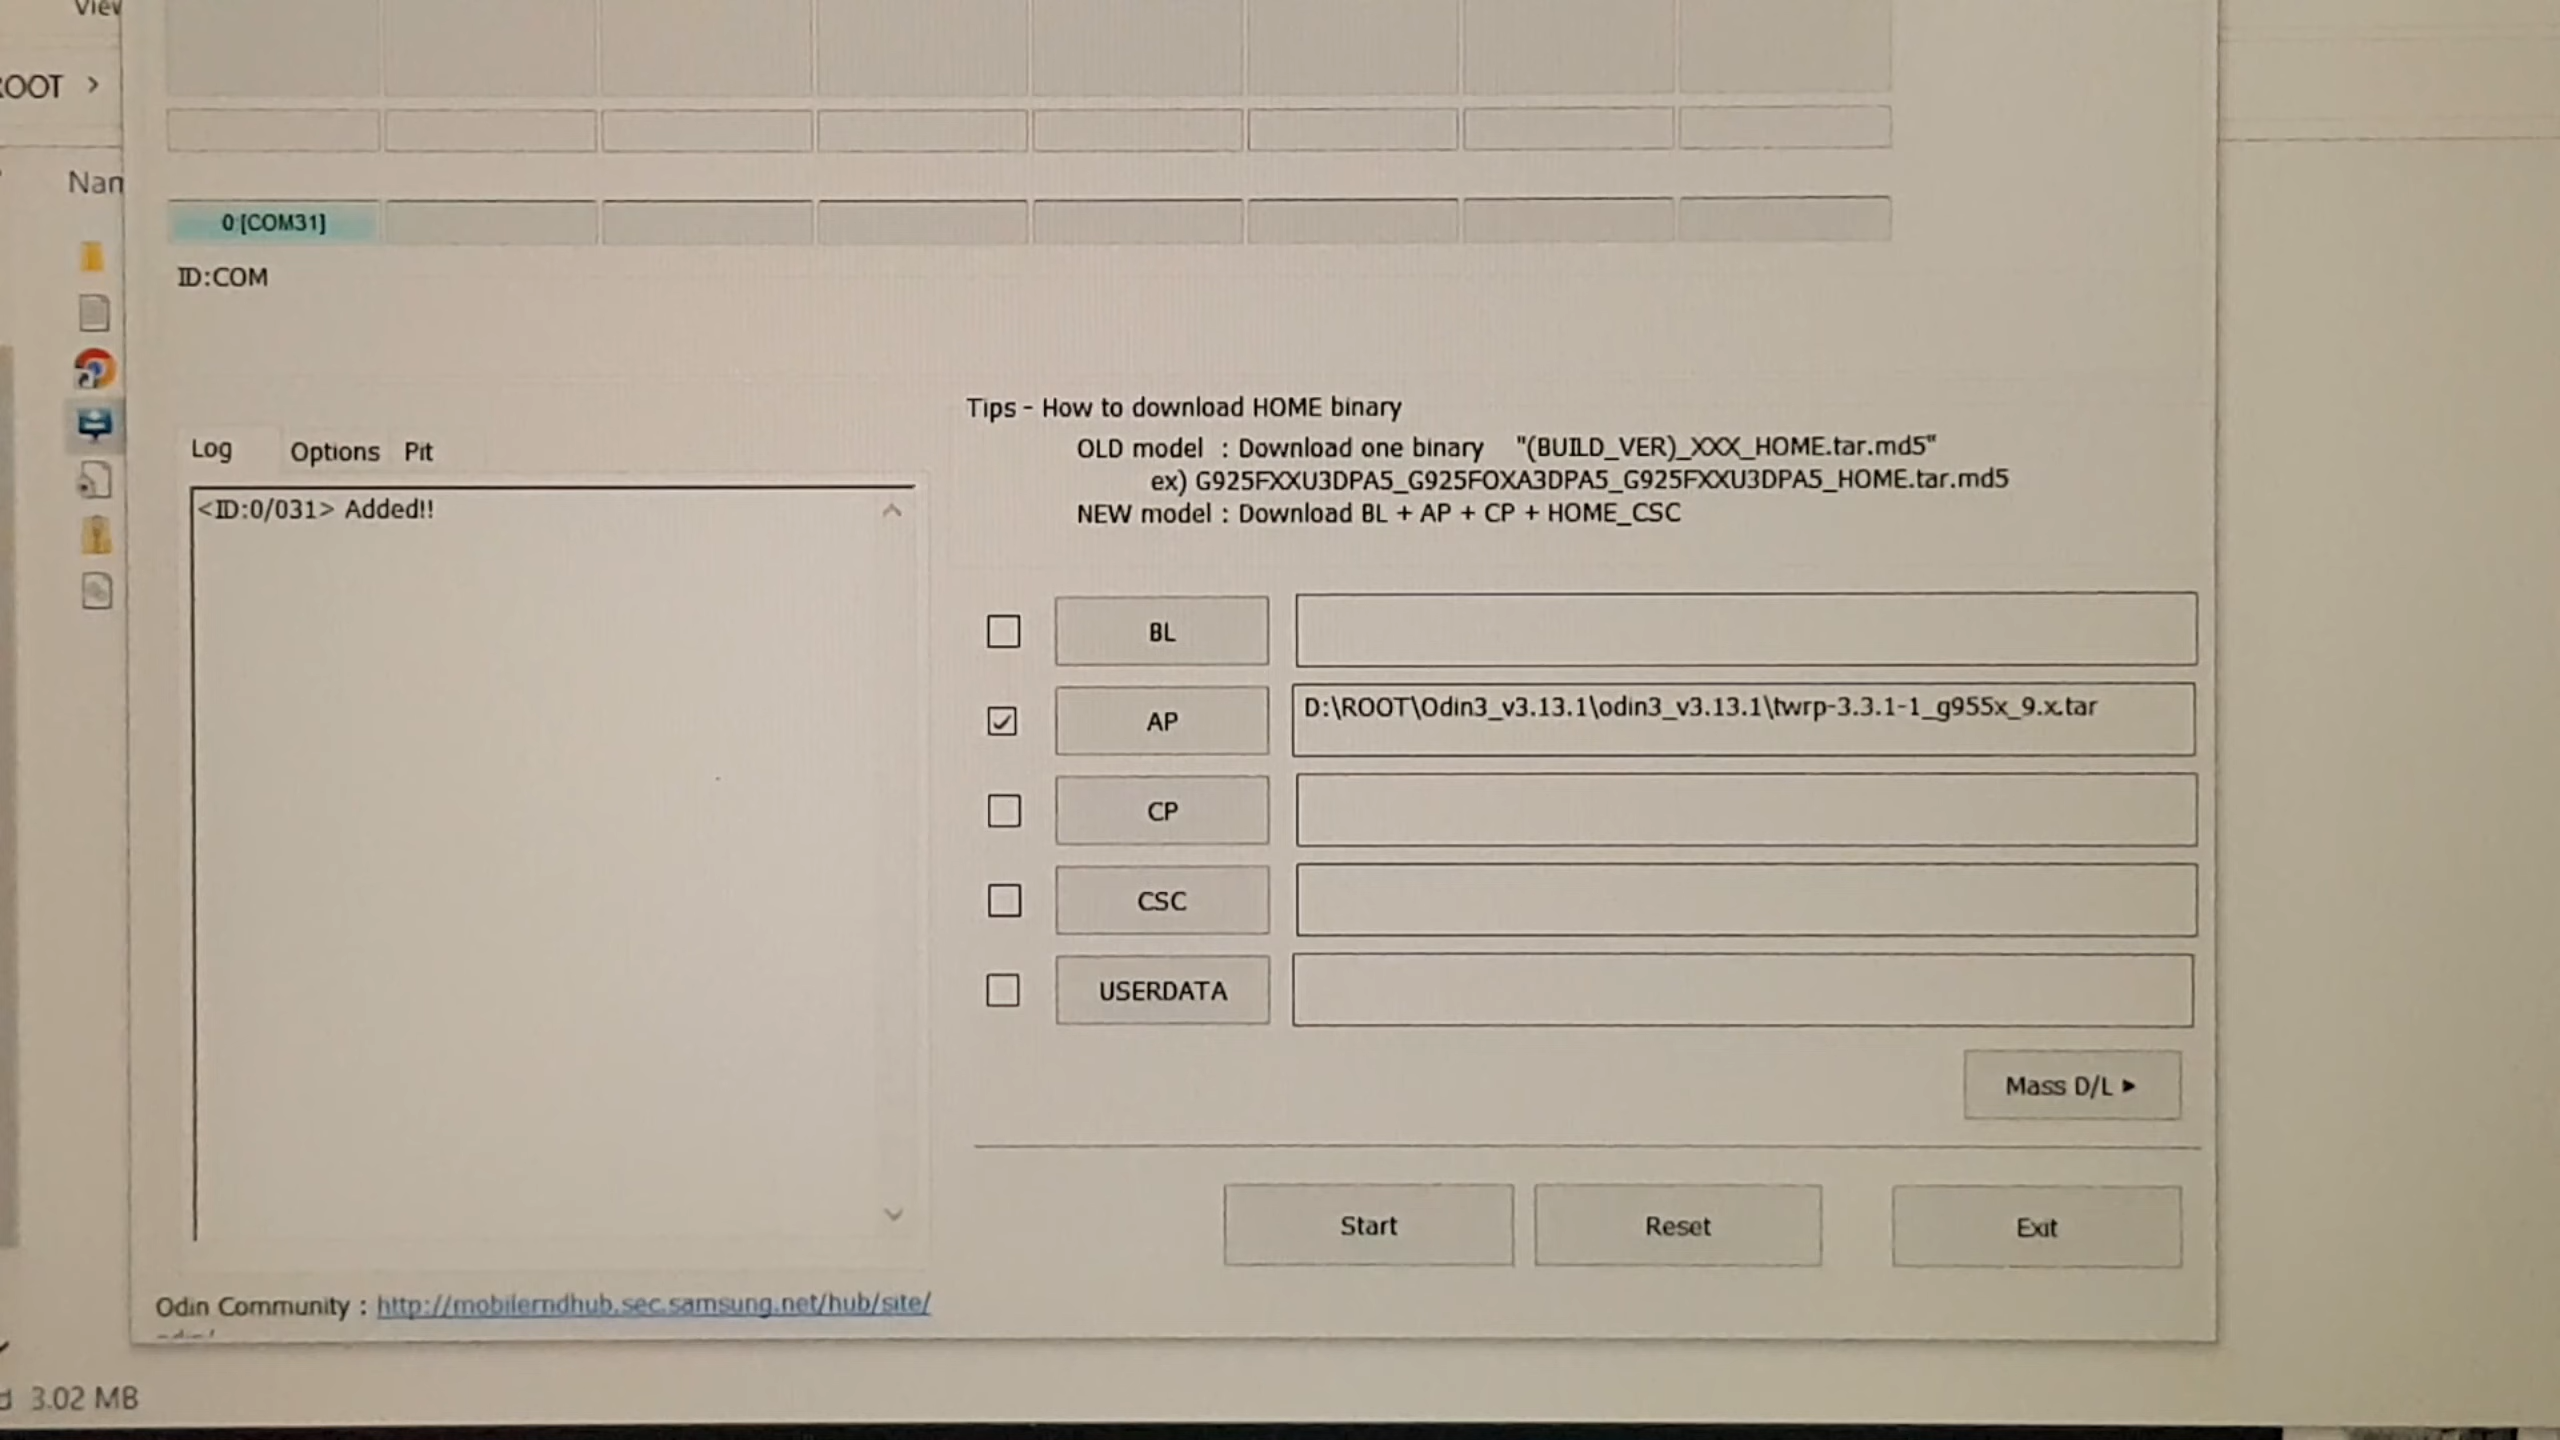 View
ROOT >
Nam
0:[COM31]
ID:COM
Tips - How to download HOME binary
OLD model : Download one binary "(BUILD_VER)_XXX_HOME.tar.md5"
ex) G925FXXU3DPA5_G925FOXA3DPA5_G925FXXU3DPA5_HOME.tar.md5
NEW model : Download BL + AP + CP + HOME_CSC
Log Options Pit
<ID:0/031> Added!!
BL
AP D:\ROOT\Odin3_v3.13.1\odin3_v3.13.1\twrp-3.3.1-1_g955x_9.x.tar
CP
CSC
USERDATA
Mass D/L ►
Start Reset Exit
Odin Community : http://mobilerndhub.sec.samsung.net/hub/site/
d 3.02 MB